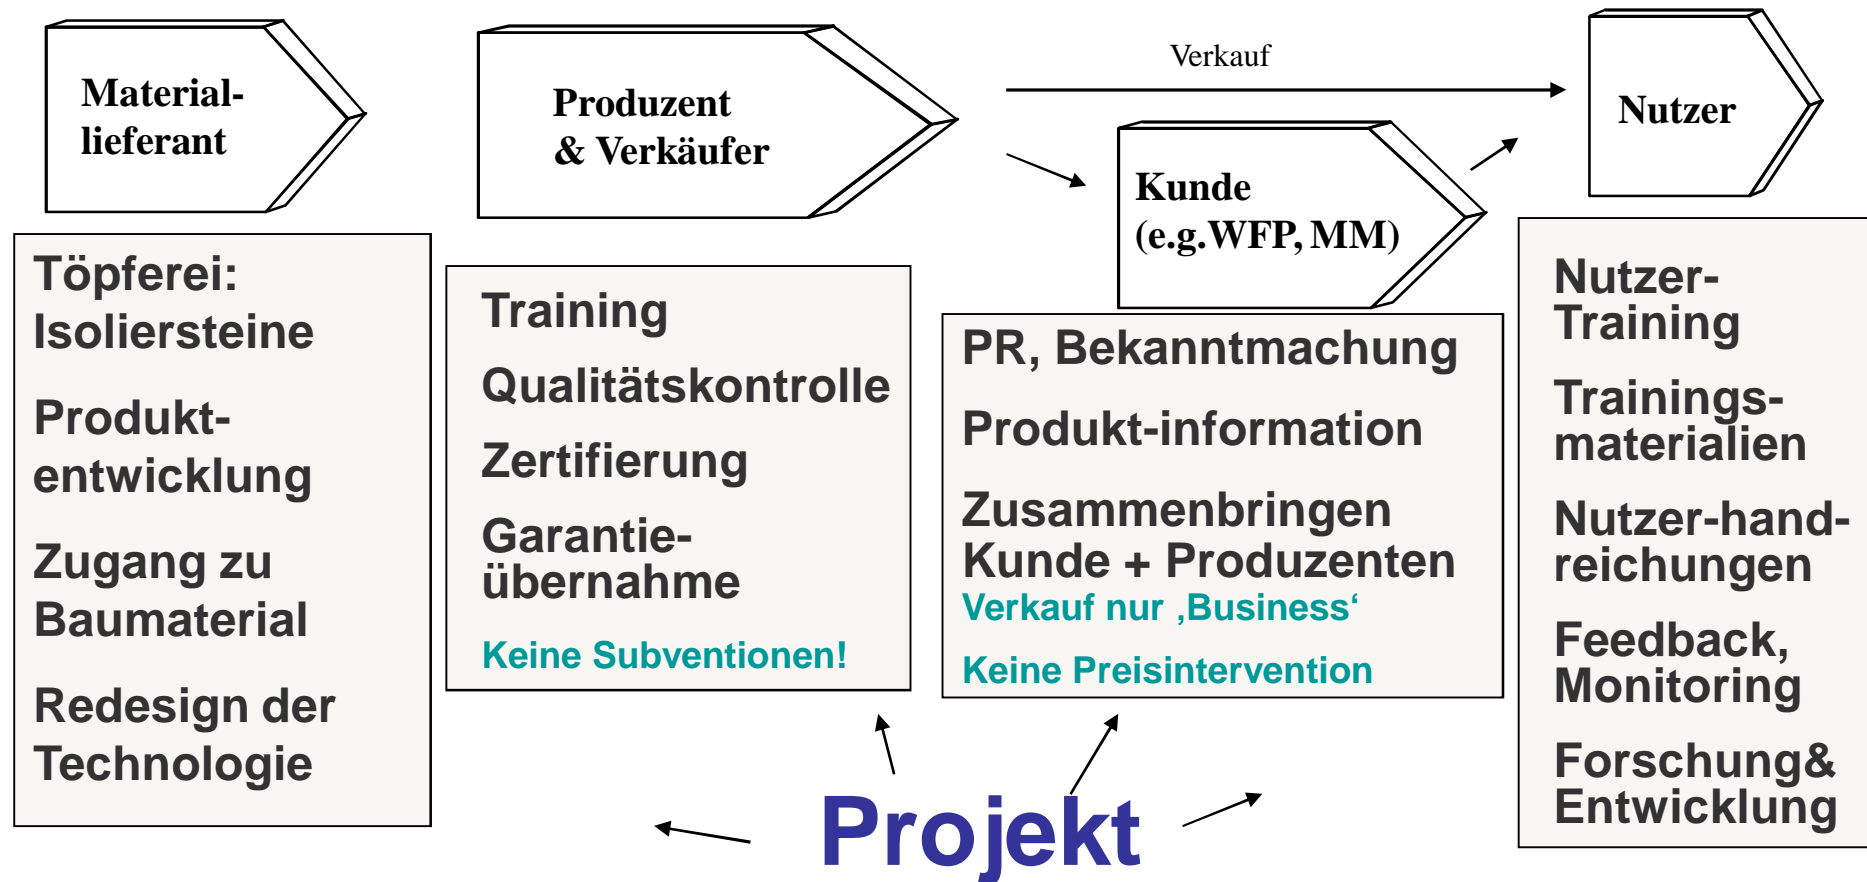 Material-
lieferant
Produzent
& Verkäufer
Verkauf
Kunde
(e.g.WFP, MM)
Nutzer
Töpferei:
Isoliersteine
Produkt-
entwicklung
Zugang zu
Baumaterial
Redesign der
Technologie
Training
Qualitätskontrolle
Zertifierung
Garantie-
übernahme
Keine Subventionen!
PR, Bekanntmachung
Produkt-information
Zusammenbringen
Kunde + Produzenten
Verkauf nur ‚Business‘
Keine Preisintervention
Nutzer-
Training
Trainings-
materialien
Nutzer-hand-
reichungen
Feedback,
Monitoring
Forschung&
Entwicklung
Projekt